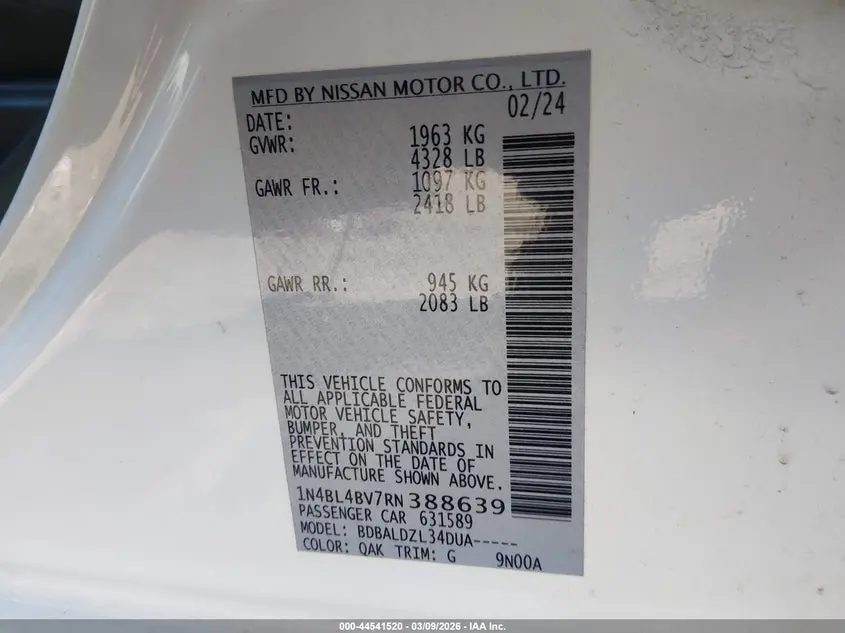 MFD BY NISSAN MOTOR CO., LTD.
DATE: 02/24
GVWR: 1963 KG
4328 LB
GAWR FR.: 1097 KG
2418 LB
GAWR RR.: 945 KG
2083 LB
THIS VEHICLE CONFORMS TO
ALL APPLICABLE FEDERAL
MOTOR VEHICLE SAFETY,
BUMPER, AND THEFT
PREVENTION STANDARDS IN
EFFECT ON THE DATE OF
MANUFACTURE SHOWN ABOVE.
1N4BL4BV7RN388639
PASSENGER CAR 631589
MODEL: BDBALDZL34DUA-----
COLOR: QAK TRIM: G 9N00A
000-44541520 | 03/09/2026 | IAA Inc.